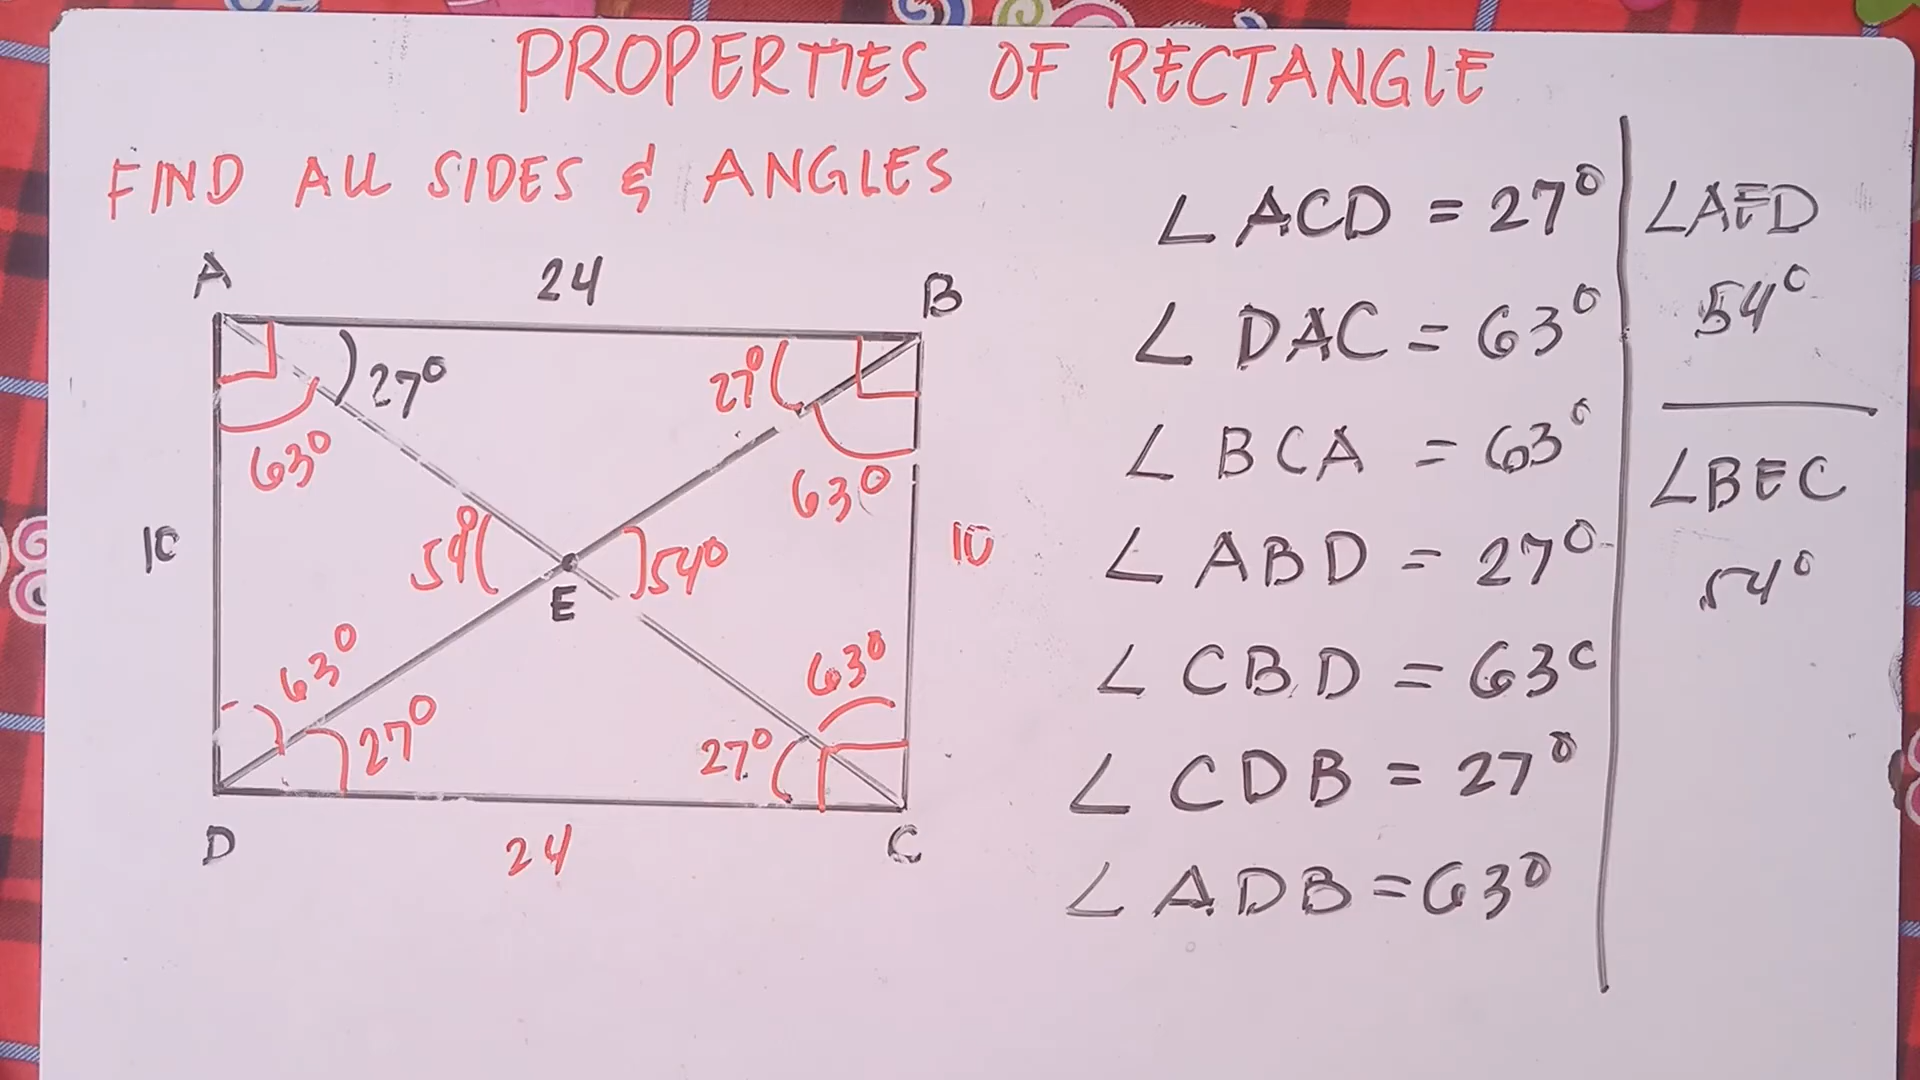 PROPERTIES OF RECTANGLE
FIND ALL SIDES & ANGLES
A
24
B
27°
27°
63°
63°
10
54°
54°
10
E
63°
63°
27°
27°
D
24
C
∠ ACD = 27°
∠ DAC = 63°
∠ BCA = 63°
∠ ABD = 27°
∠ CBD = 63°
∠ CDB = 27°
∠ ADB = 63°
∠AED
54°
∠BEC
54°